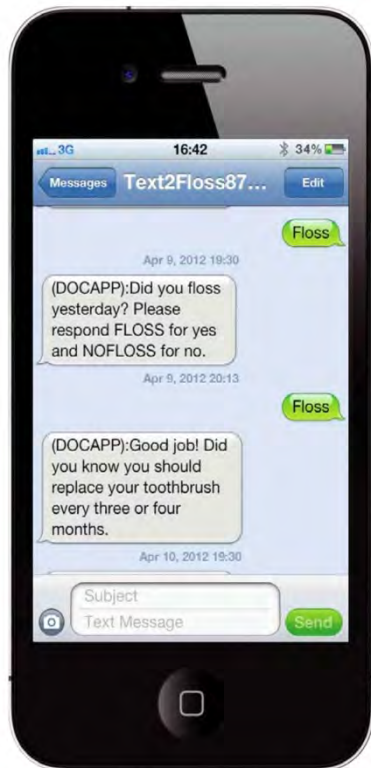 3G 16:42 34%
Messages Text2Floss87... Edit
Floss
Apr 9, 2012 19:30
(DOCAPP):Did you floss
yesterday? Please
respond FLOSS for yes
and NOFLOSS for no.
Apr 9, 2012 20:13
Floss
(DOCAPP):Good job! Did
you know you should
replace your toothbrush
every three or four
months.
Apr 10, 2012 19:30
Subject
Text Message
Send